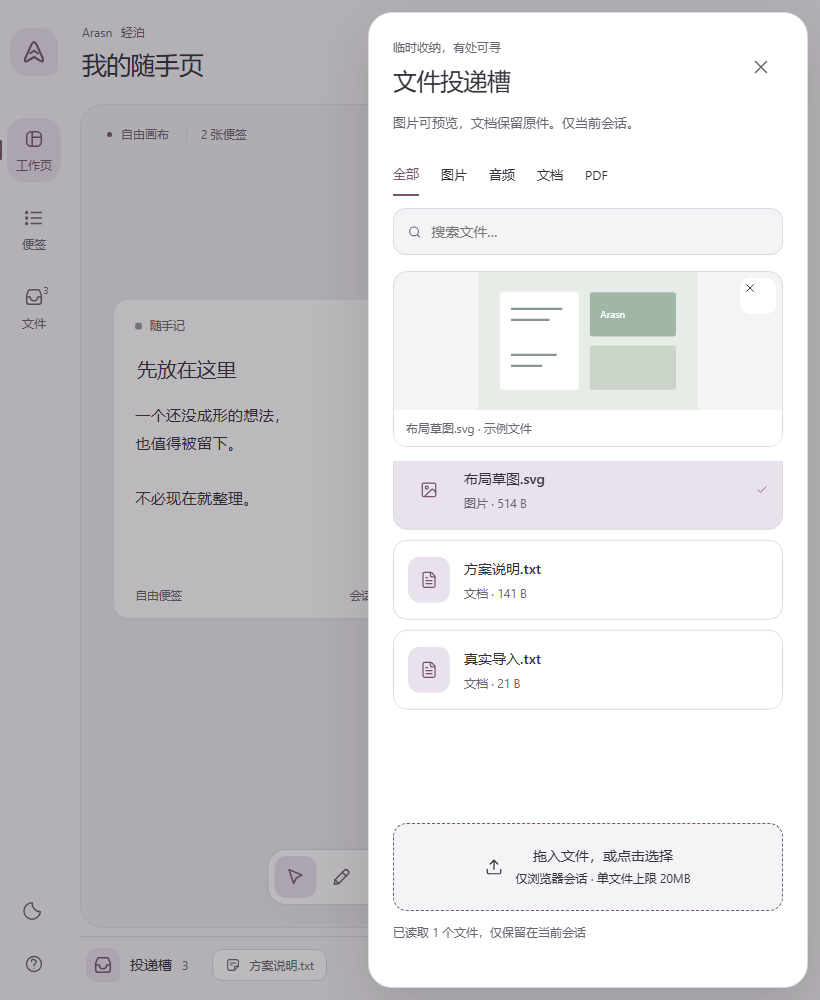 Arasn 轻泊
我的随手页
工作页
便签
3
文件
自由画布
2 张便签
随手记
先放在这里
一个还没成形的想法，
也值得被留下。
不必现在就整理。
自由便签
会话
投递槽 3
方案说明.txt
临时收纳，有处可寻
文件投递槽
图片可预览，文档保留原件。仅当前会话。
全部 图片 音频 文档 PDF
搜索文件...
Arasn
布局草图.svg · 示例文件
布局草图.svg
图片 · 514 B
方案说明.txt
文档 · 141 B
真实导入.txt
文档 · 21 B
拖入文件，或点击选择
仅浏览器会话 · 单文件上限 20MB
已读取 1 个文件，仅保留在当前会话